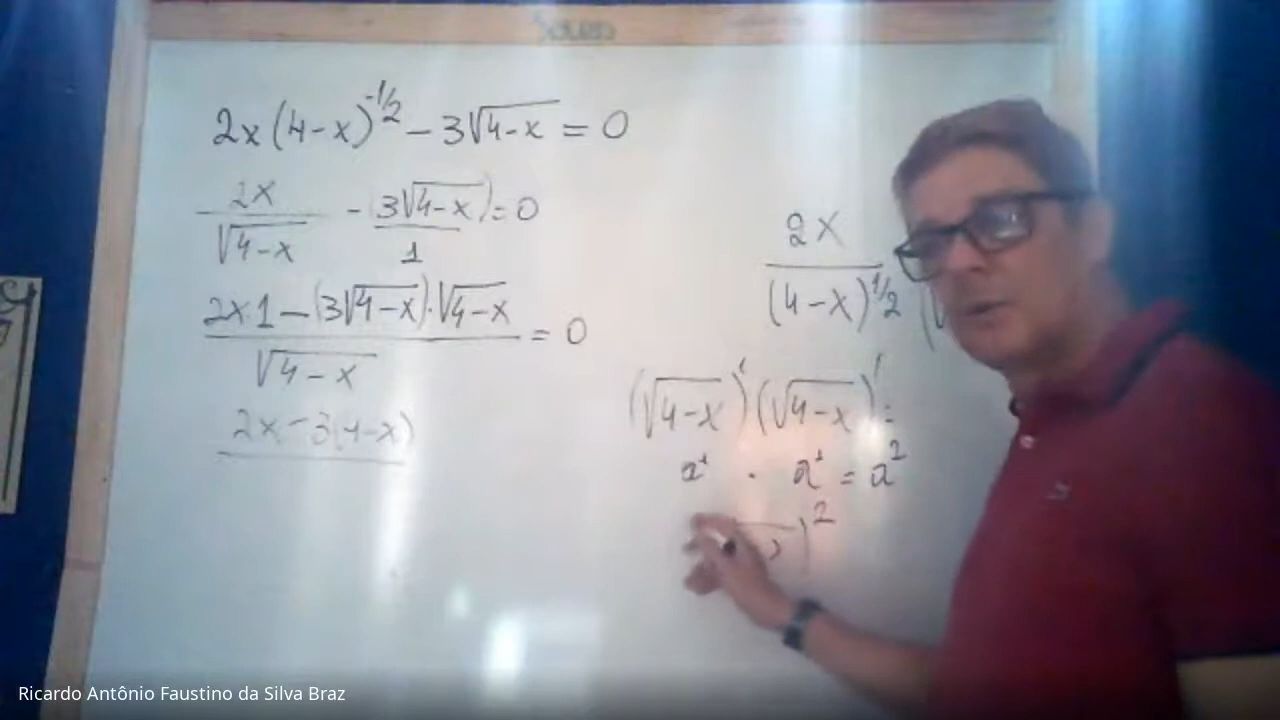 2x(4-x)^-1/2 - 3√4-x = 0
2x/√4-x - (3√4-x)/1 = 0
2x·1 - (3√4-x)·√4-x / √4-x = 0
2x - 3(4-x)
2x/(4-x)^1/2
(√4-x)^1 (√4-x)^1 =
a^1 · a^1 = a^2
)^2
Ricardo Antônio Faustino da Silva Braz